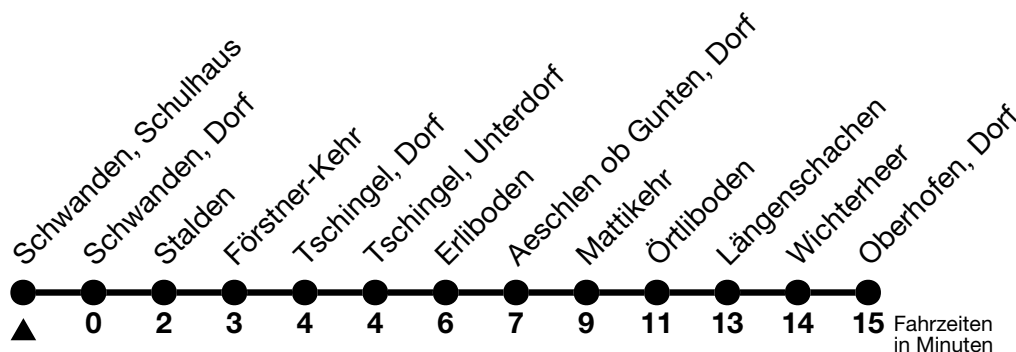 Schwanden, Schulhaus
Schwanden, Dorf
Stalden
Förstner-Kehr
Tschingel, Dorf
Tschingel, Unterdorf
Erliboden
Aeschlen ob Gunten, Dorf
Mattikehr
Örtliboden
Längenschachen
Wichterheer
Oberhofen, Dorf
0 2 3 4 4 6 7 9 11 13 14 15 Fahrzeiten
in Minuten